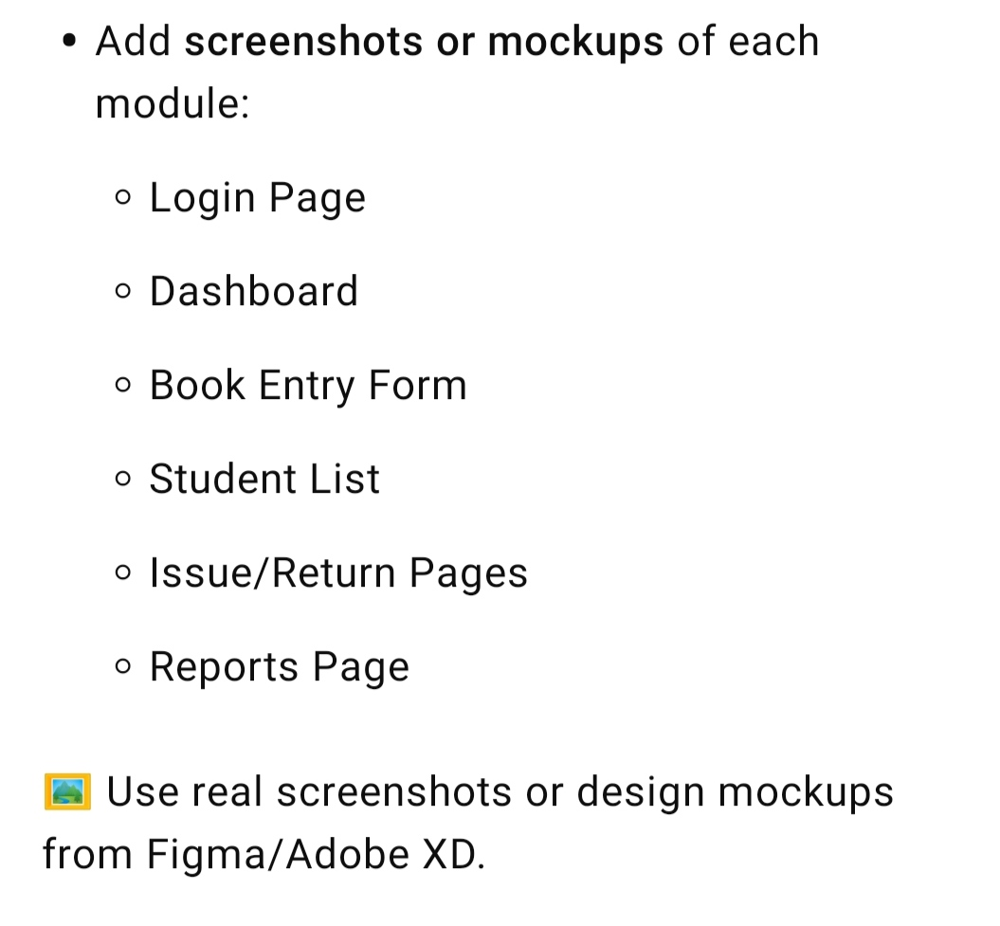 • Add screenshots or mockups of each
module:
○ Login Page
○ Dashboard
○ Book Entry Form
○ Student List
○ Issue/Return Pages
○ Reports Page
🖼️ Use real screenshots or design mockups
from Figma/Adobe XD.